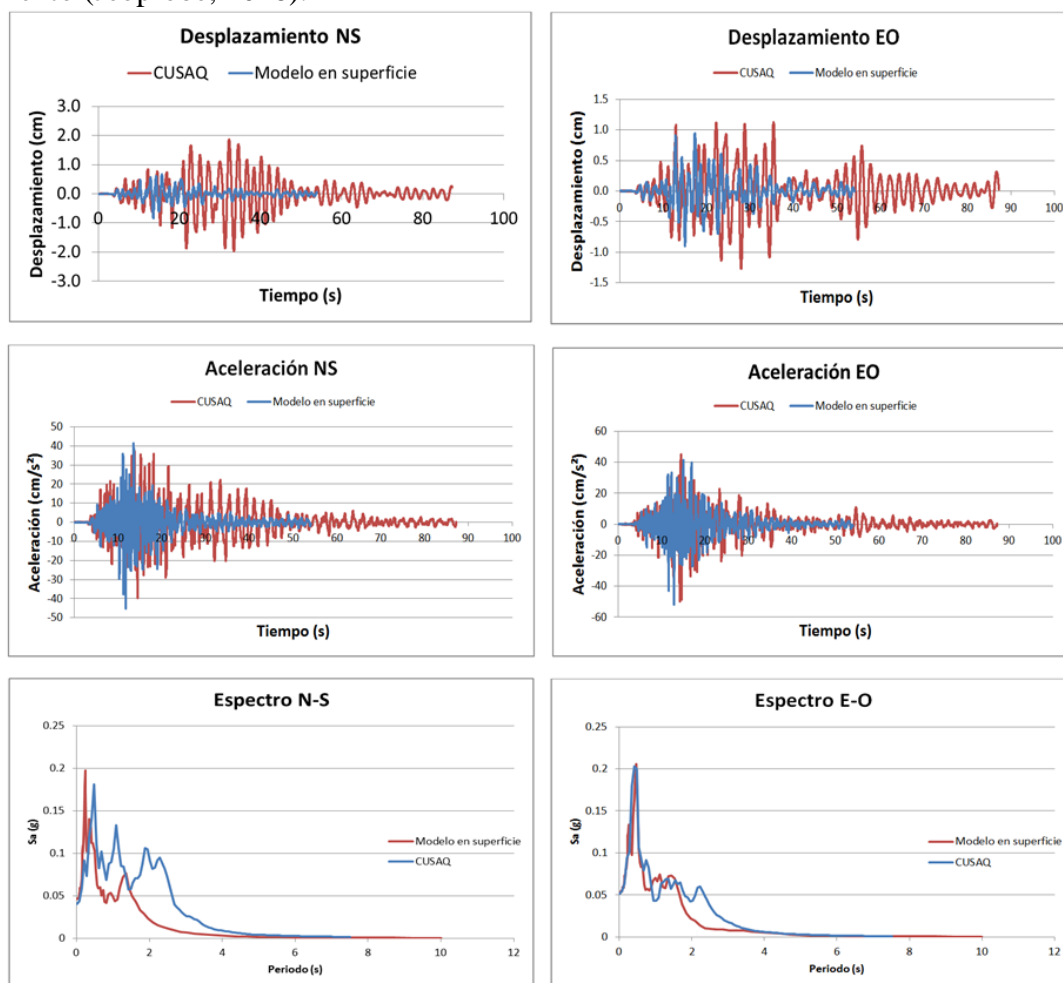 Desplazamiento NS
CUSAQ Modelo en superficie
3.0
2.0
1.0
0.0
-1.0
-2.0
-3.0
0 20 40 60 80 100
Desplazamiento (cm)
Tiempo (s)
Desplazamiento EO
CUSAQ Modelo en superficie
1.5
1.0
0.5
0.0
-0.5
-1.0
-1.5
0 10 20 30 40 50 60 70 80 90 100
Desplazamiento (cm)
Tiempo (s)
Aceleración NS
CUSAQ Modelo en superficie
50
40
30
20
10
0
-10
-20
-30
-40
-50
0 10 20 30 40 50 60 70 80 90 100
Aceleración (cm/s²)
Tiempo (s)
Aceleración EO
CUSAQ Modelo en superficie
60
40
20
0
-20
-40
-60
0 10 20 30 40 50 60 70 80 90 100
Aceleración (cm/s²)
Tiempo (s)
Espectro N-S
0.25
0.2
0.15
0.1
0.05
0
0 2 4 6 8 10 12
Sa (g)
Periodo (s)
Modelo en superficie
CUSAQ
Espectro E-O
0.25
0.2
0.15
0.1
0.05
0
0 2 4 6 8 10 12
Sa (g)
Periodo (s)
Modelo en superficie
CUSAQ